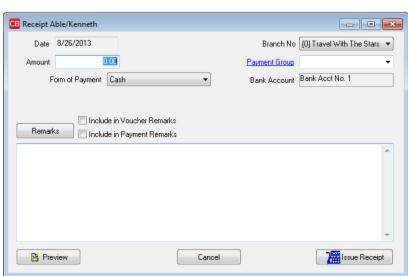 CB Receipt Able/Kenneth
Date 8/26/2013 Branch No [0] Travel With The Stars
Amount 0.00 Payment Group
Form of Payment Cash Bank Account Bank Acct No. 1
Include in Voucher Remarks
Remarks Include in Payment Remarks
Preview Cancel Issue Receipt